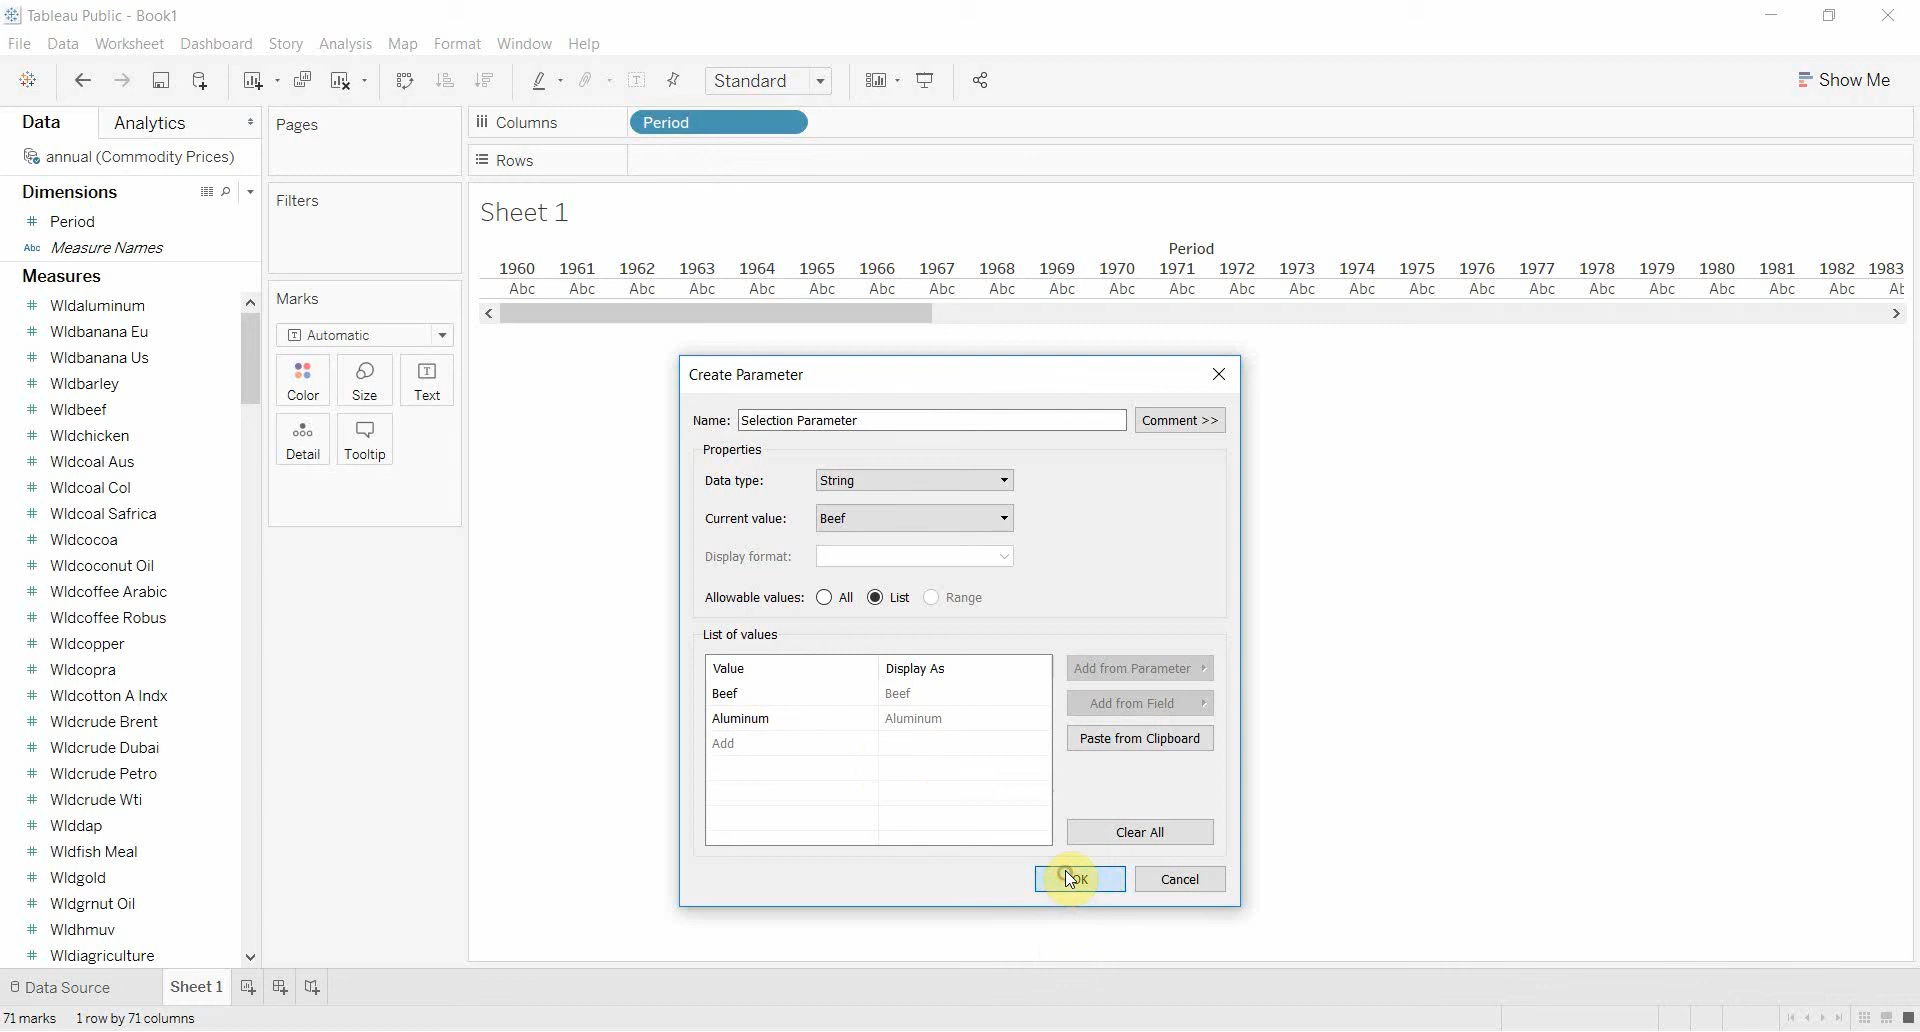 Tableau Public - Book1
File Data Worksheet Dashboard Story Analysis Map Format Window Help
Standard
Show Me
Data
Analytics
annual (Commodity Prices)
Dimensions
Period
Abc Measure Names
Measures
Wldaluminum
Wldbanana Eu
Wldbanana Us
Wldbarley
Wldbeef
Wldchicken
Wldcoal Aus
Wldcoal Col
Wldcoal Safrica
Wldcocoa
Wldcoconut Oil
Wldcoffee Arabic
Wldcoffee Robus
Wldcopper
Wldcopra
Wldcotton A Indx
Wldcrude Brent
Wldcrude Dubai
Wldcrude Petro
Wldcrude Wti
Wlddap
Wldfish Meal
Wldgold
Wldgrnut Oil
Wldhmuv
Wldiagriculture
Pages
Filters
Marks
Automatic
Color Size Text
Detail Tooltip
Columns
Period
Rows
Sheet 1
Period
1960 1961 1962 1963 1964 1965 1966 1967 1968 1969 1970 1971 1972 1973 1974 1975 1976 1977 1978 1979 1980 1981 1982 1983
Abc Abc Abc Abc Abc Abc Abc Abc Abc Abc Abc Abc Abc Abc Abc Abc Abc Abc Abc Abc Abc Abc Abc Al
Create Parameter
Name: Selection Parameter Comment >>
Properties
Data type: String
Current value: Beef
Display format:
Allowable values: All List Range
List of values
Value Display As
Beef Beef
Aluminum Aluminum
Add
Add from Parameter
Add from Field
Paste from Clipboard
Clear All
OK Cancel
Data Source
Sheet 1
71 marks 1 row by 71 columns